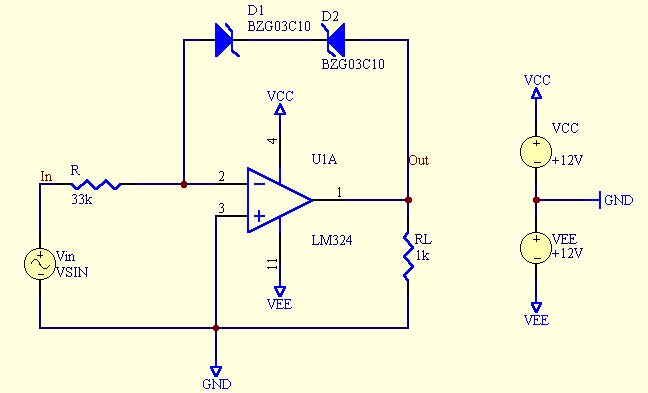 D1
BZG03C10
D2
BZG03C10
VCC
4
U1A
In
R
33k
2
3
1
Out
LM324
11
VEE
Vin
VSIN
RL
1k
GND
VCC
VCC
+12V
GND
VEE
+12V
VEE